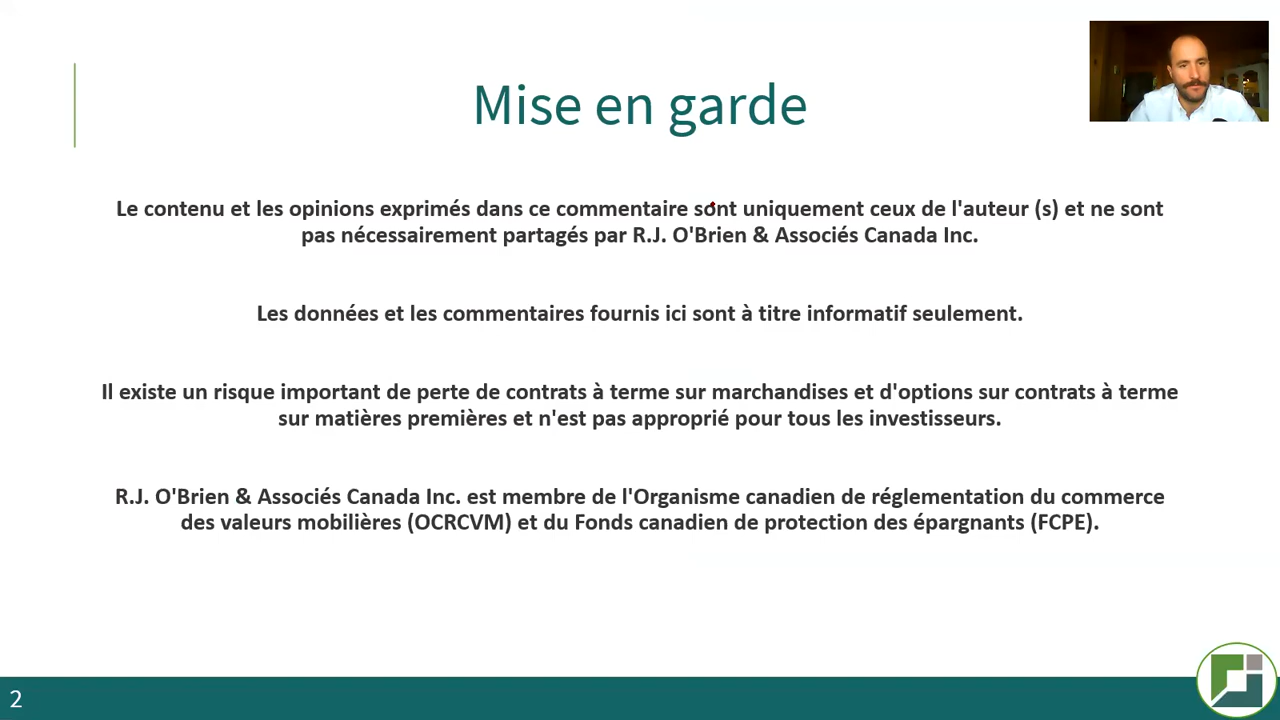 Mise en garde
Le contenu et les opinions exprimés dans ce commentaire sont uniquement ceux de l'auteur (s) et ne sont
pas nécessairement partagés par R.J. O'Brien & Associés Canada Inc.
Les données et les commentaires fournis ici sont à titre informatif seulement.
Il existe un risque important de perte de contrats à terme sur marchandises et d'options sur contrats à terme
sur matières premières et n'est pas approprié pour tous les investisseurs.
R.J. O'Brien & Associés Canada Inc. est membre de l'Organisme canadien de réglementation du commerce
des valeurs mobilières (OCRCVM) et du Fonds canadien de protection des épargnants (FCPE).
2